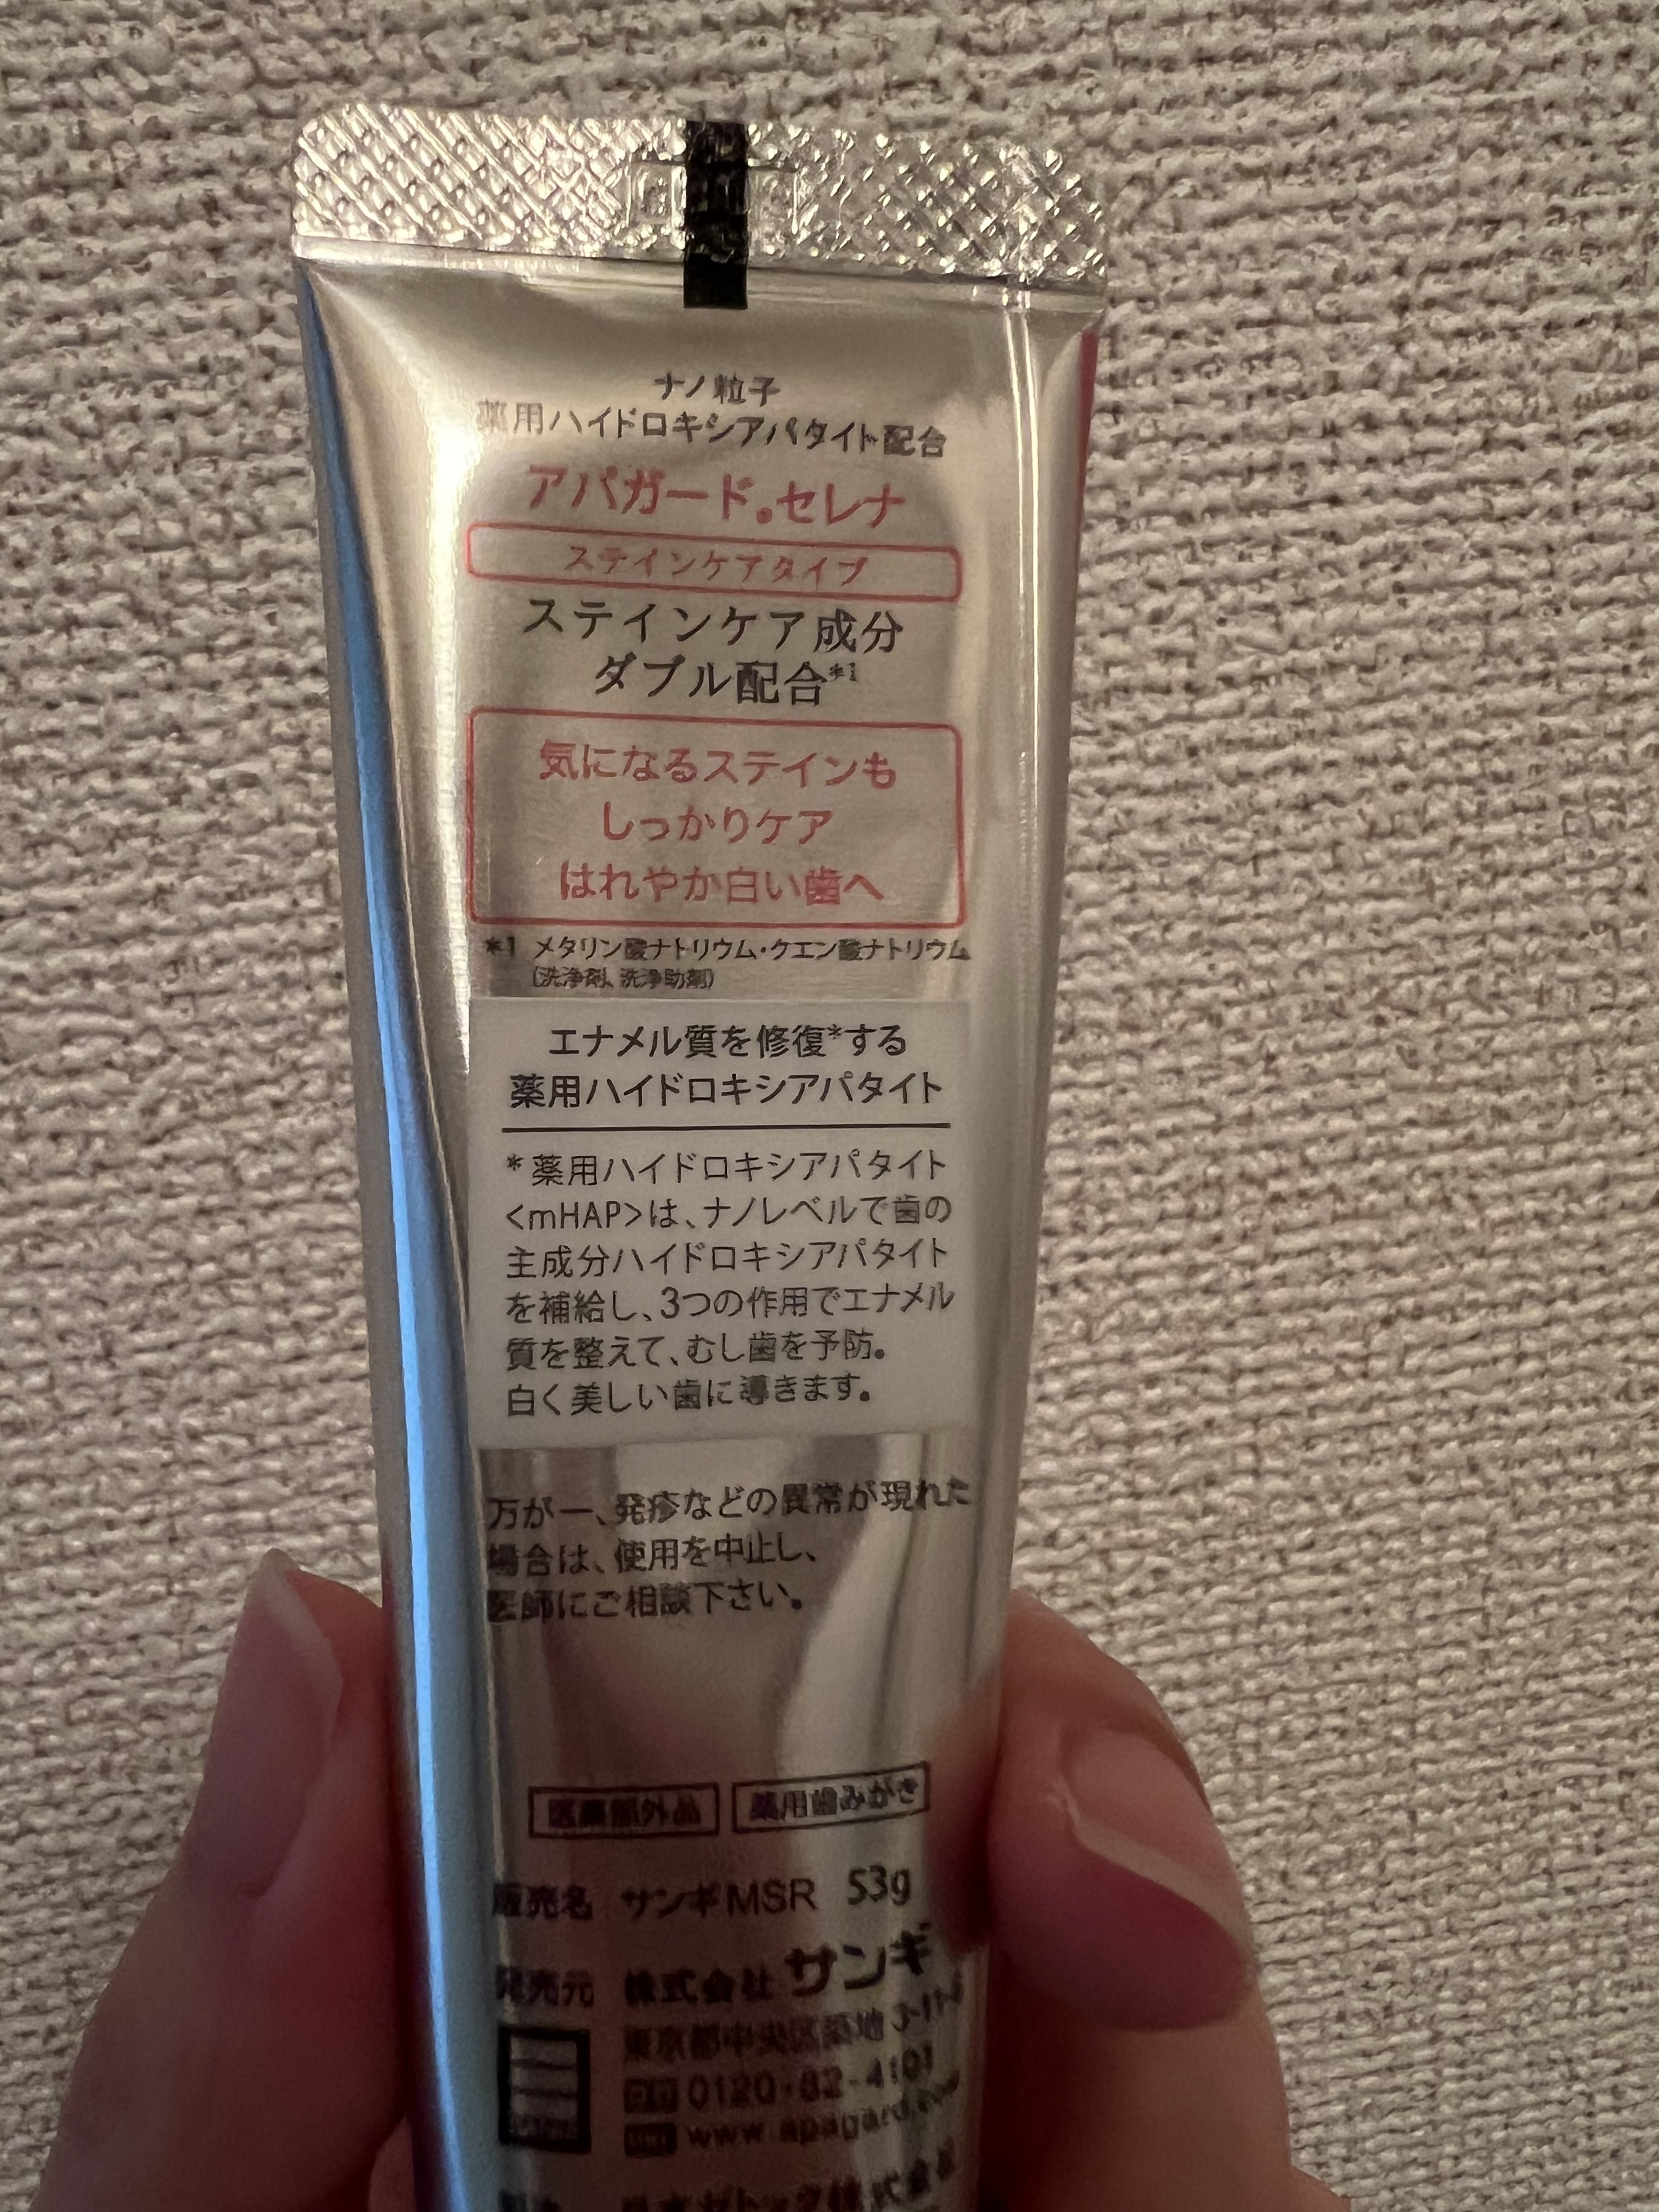 ナノ粒子
薬用ハイドロキシアパタイト配合
アパガード®セレナ
ステインケアタイプ
ステインケア成分
ダブル配合*1
気になるステインも
しっかりケア
はれやか白い歯へ
*1 メタリン酸ナトリウム・クエン酸ナトリウム
(洗浄剤、洗浄助剤)
エナメル質を修復*する
薬用ハイドロキシアパタイト
*薬用ハイドロキシアパタイト
<mHAP>は、ナノレベルで歯の
主成分ハイドロキシアパタイト
を補給し、3つの作用でエナメル
質を整えて、むし歯を予防。
白く美しい歯に導きます。
万が一、発疹などの異常が現れた
場合は、使用を中止し、
医師にご相談下さい。
医薬部外品 薬用歯みがき
販売名 サンギMSR 53g
発売元 株式会社 サンギ
東京都中央区築地
0120-82-4101